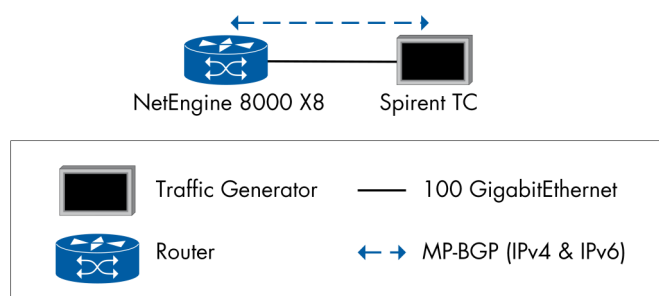 NetEngine 8000 X8
Spirent TC
Traffic Generator
100 GigabitEthernet
Router
MP-BGP (IPv4 & IPv6)